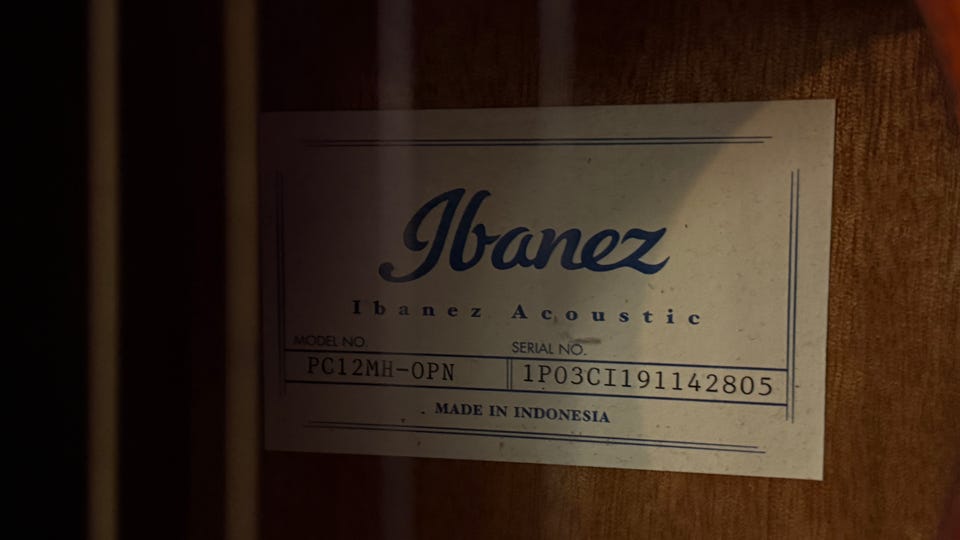 Ibanez
Ibanez Acoustic
MODEL NO. SERIAL NO.
PC12MH-OPN 1P03CI191142805
MADE IN INDONESIA